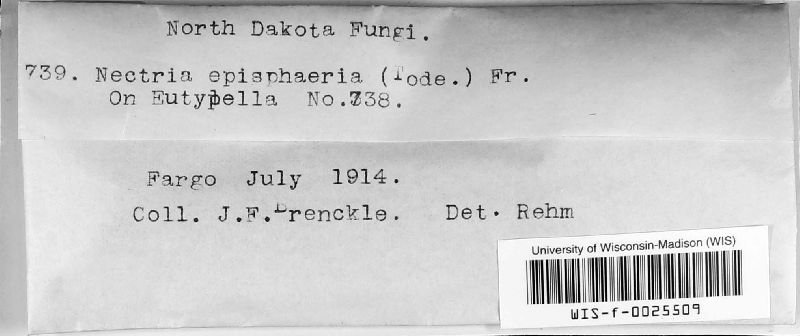 North Dakota Fungi.
739. Nectria episphaeria (Tode.) Fr.
On Eutypella No.738.
Fargo July 1914.
Coll. J.F.Brenckle. Det. Rehm
University of Wisconsin-Madison (WIS)
WIS-f-0025509